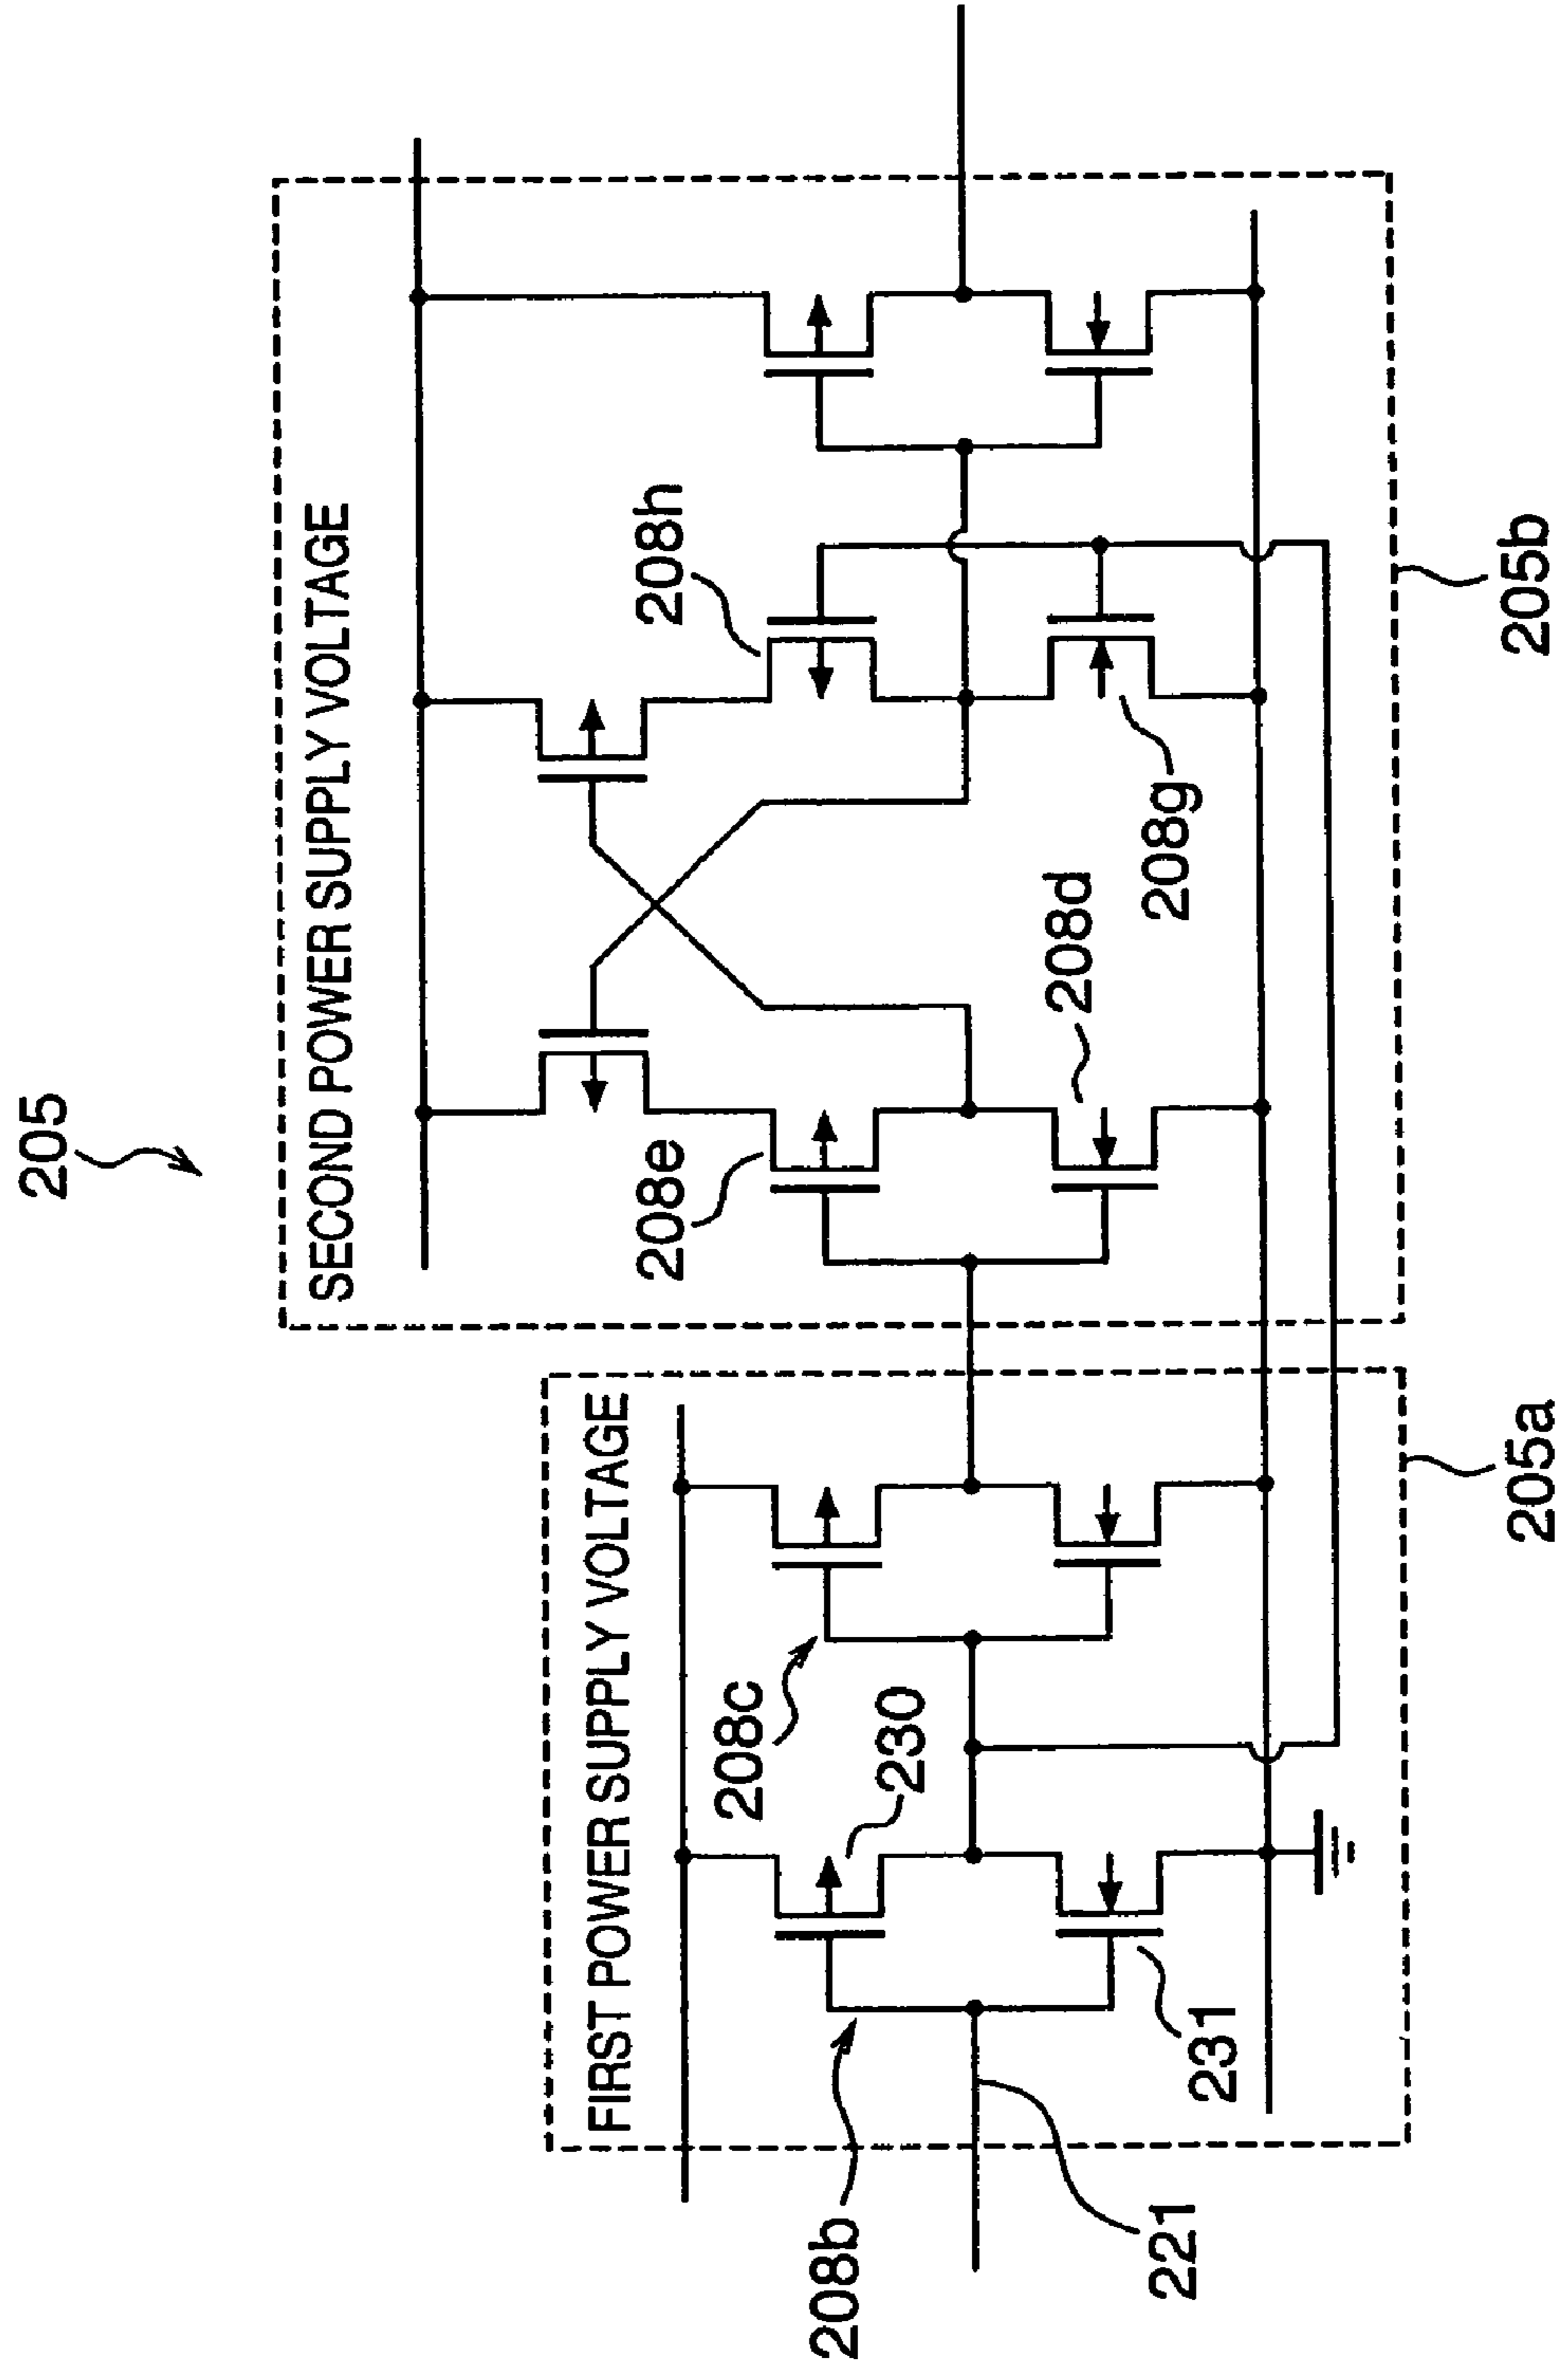 205
SECOND POWER SUPPLY VOLTAGE
208h
208e
208d
208g
205b
FIRST POWER SUPPLY VOLTAGE
208c
230
208b
231
221
205a